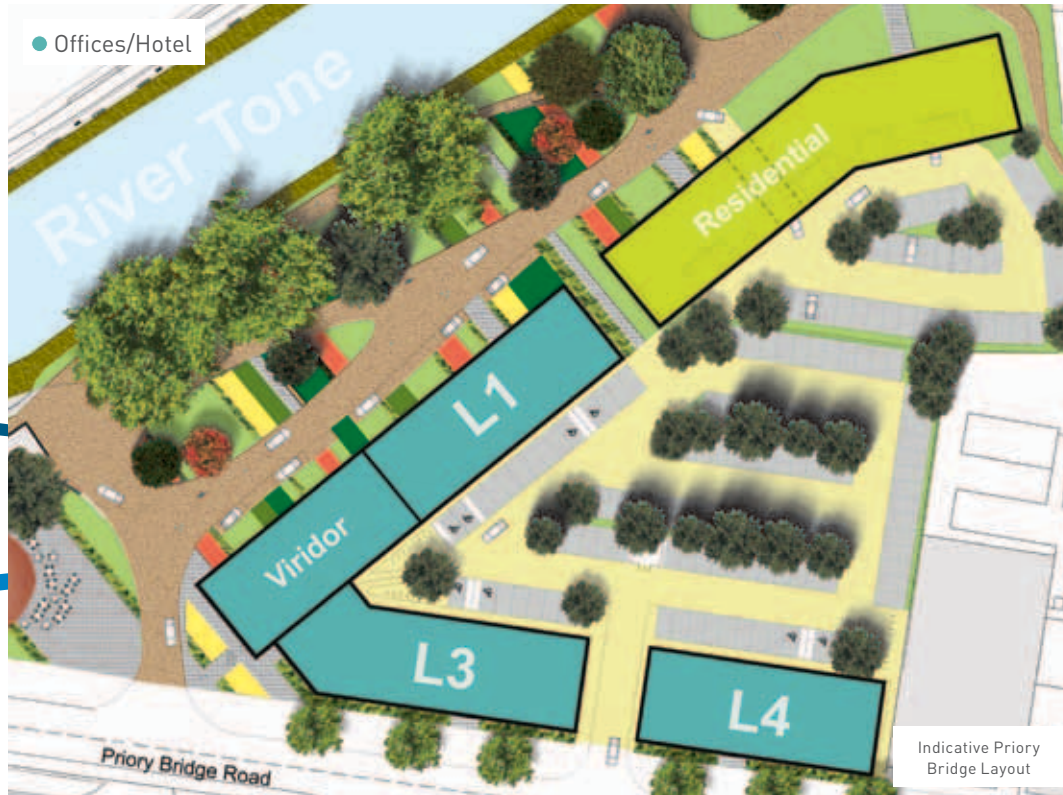 Offices/Hotel
River Tone
Residential
L1
Viridor
L3
L4
Priory Bridge Road
Indicative Priory
Bridge Layout